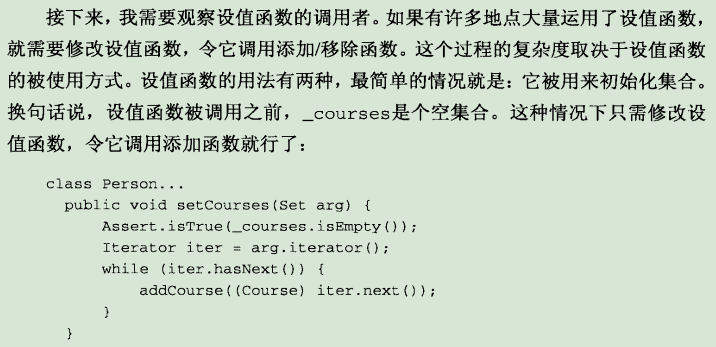 接下来，我需要观察设值函数的调用者。如果有许多地点大量运用了设值函数，
就需要修改设值函数，令它调用添加/移除函数。这个过程的复杂度取决于设值函数
的被使用方式。设值函数的用法有两种，最简单的情况就是：它被用来初始化集合。
换句话说，设值函数被调用之前，_courses是个空集合。这种情况下只需修改设
值函数，令它调用添加函数就行了：
class Person...
public void setCourses(Set arg) {
Assert.isTrue(_courses.isEmpty());
Iterator iter = arg.iterator();
while (iter.hasNext()) {
addCourse((Course) iter.next());
}
}